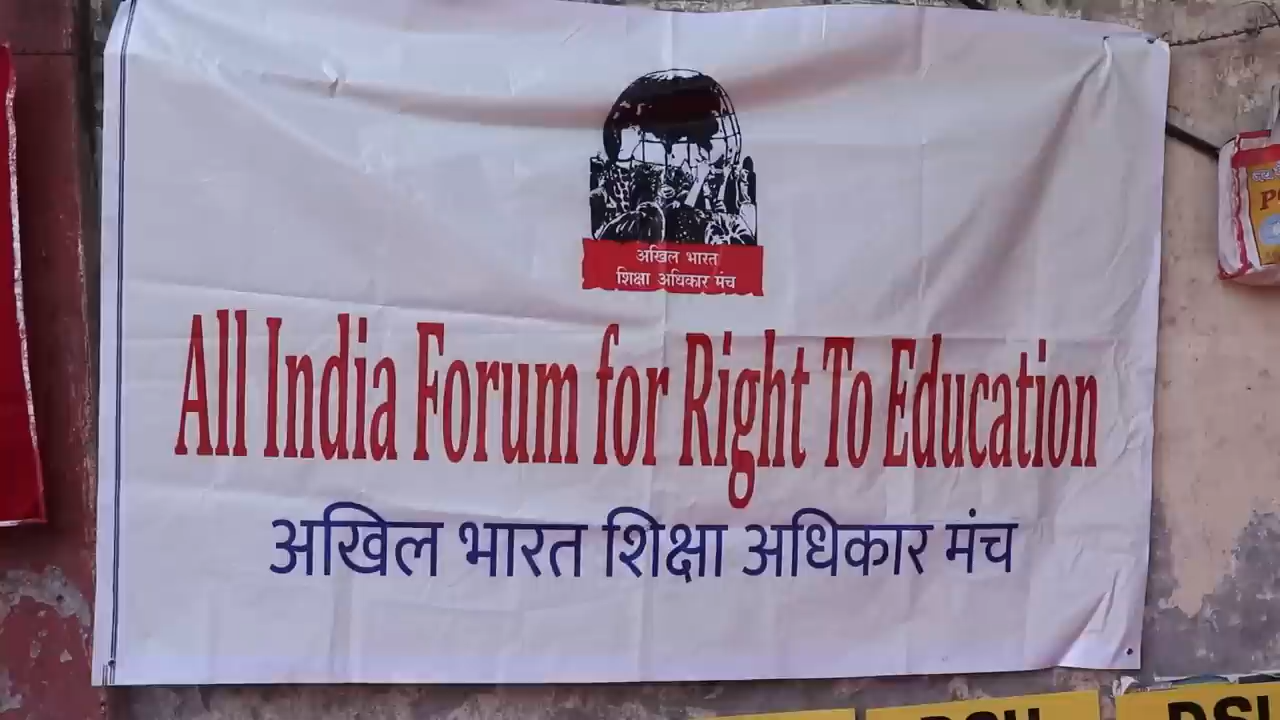 अखिल भारत
शिक्षा अधिकार मंच
All India Forum for Right To Education
अखिल भारत शिक्षा अधिकार मंच